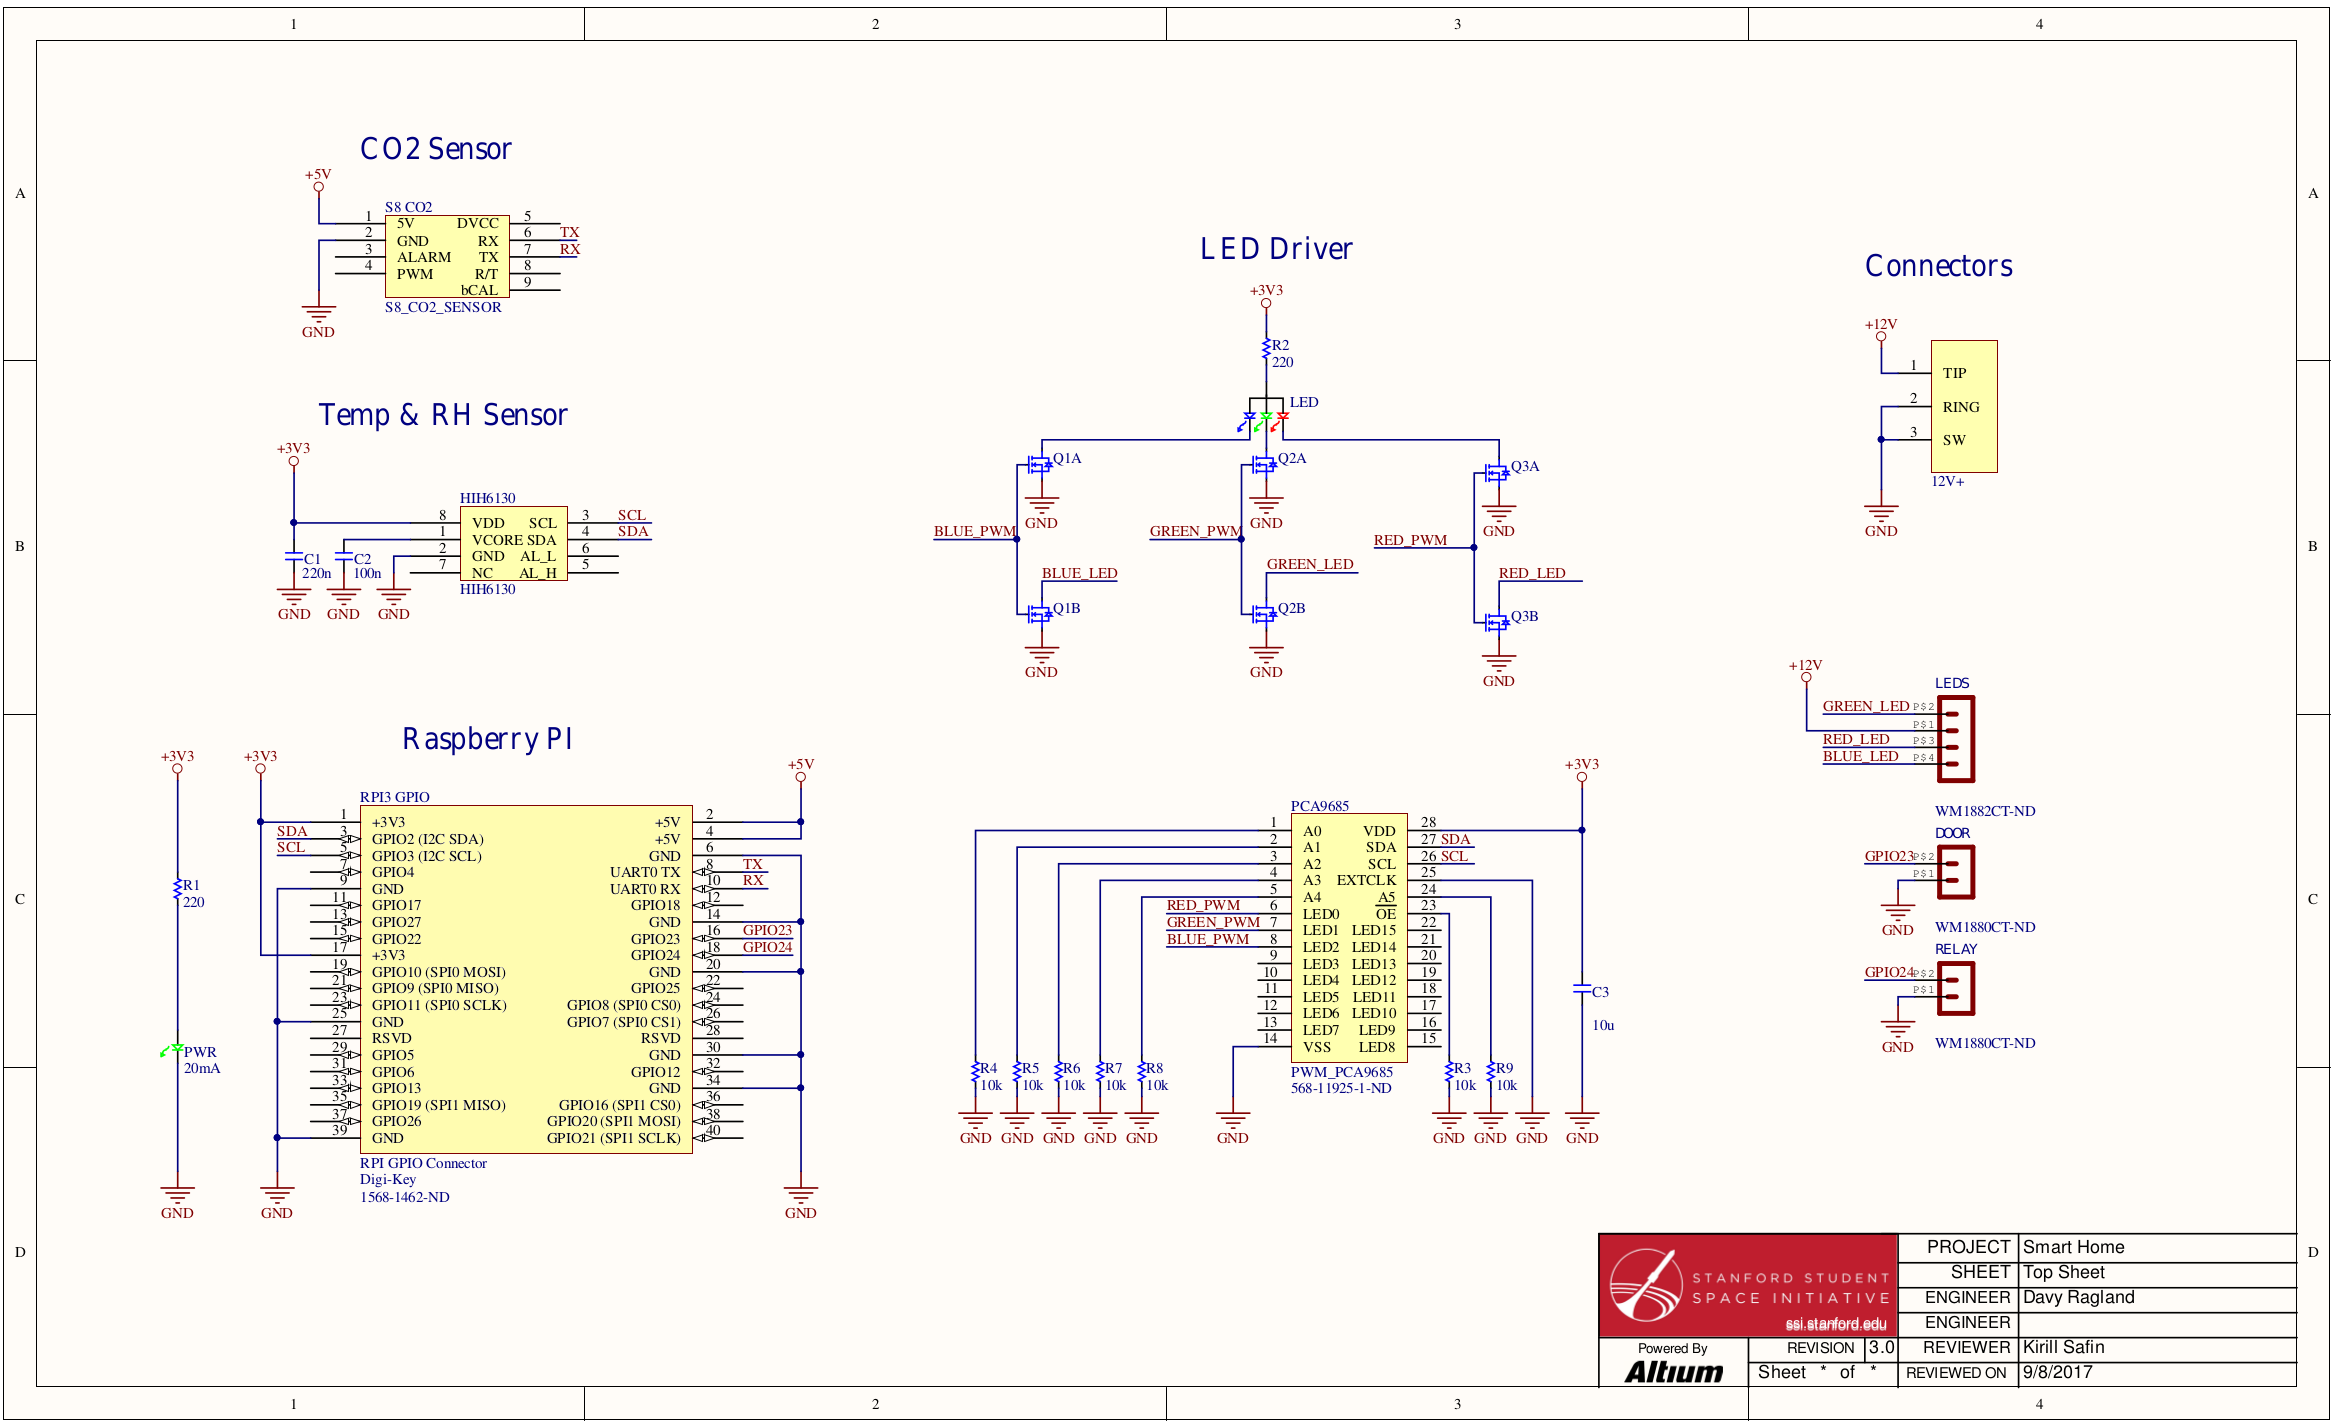 1 2 3 4
A A
B B
C C
D D
1 2 3 4
CO2 Sensor
+5V
S8 CO2
1 5V DVCC 5
2 GND RX 6 TX
3 ALARM TX 7 RX
4 PWM R/T 8
bCAL 9
S8_CO2_SENSOR
GND
Temp & RH Sensor
+3V3
HIH6130
8 VDD SCL 3 SCL
1 VCORE SDA 4 SDA
2 GND AL_L 6
7 NC AL_H 5
HIH6130
C1
220n
C2
100n
GND GND GND
Raspberry PI
+3V3 +3V3 +5V
R1
220
PWR
20mA
GND
RPI3 GPIO
1 +3V3 +5V 2
SDA 3 GPIO2 (I2C SDA) +5V 4
SCL 5 GPIO3 (I2C SCL) GND 6
7 GPIO4 UART0 TX 8 TX
9 GND UART0 RX 10 RX
11 GPIO17 GPIO18 12
13 GPIO27 GND 14
15 GPIO22 GPIO23 16 GPIO23
17 +3V3 GPIO24 18 GPIO24
19 GPIO10 (SPI0 MOSI) GND 20
21 GPIO9 (SPI0 MISO) GPIO25 22
23 GPIO11 (SPI0 SCLK) GPIO8 (SPI0 CS0) 24
25 GND GPIO7 (SPI0 CS1) 26
27 RSVD RSVD 28
29 GPIO5 GND 30
31 GPIO6 GPIO12 32
33 GPIO13 GND 34
35 GPIO19 (SPI1 MISO) GPIO16 (SPI1 CS0) 36
37 GPIO26 GPIO20 (SPI1 MOSI) 38
39 GND GPIO21 (SPI1 SCLK) 40
RPI GPIO Connector
Digi-Key
1568-1462-ND
GND GND
LED Driver
+3V3
R2
220
LED
Q1A Q2A Q3A
GND GND GND
BLUE_PWM GREEN_PWM RED_PWM
BLUE_LED GREEN_LED RED_LED
Q1B Q2B Q3B
GND GND GND
+3V3
PCA9685
1 A0 VDD 28
2 A1 SDA 27 SDA
3 A2 SCL 26 SCL
4 A3 EXTCLK 25
5 A4 A5 24
RED_PWM 6 LED0 OE 23
GREEN_PWM 7 LED1 LED15 22
BLUE_PWM 8 LED2 LED14 21
9 LED3 LED13 20
10 LED4 LED12 19
11 LED5 LED11 18
12 LED6 LED10 17
13 LED7 LED9 16
14 VSS LED8 15
PWM_PCA9685
568-11925-1-ND
R4 R5 R6 R7 R8 R3 R9
10k 10k 10k 10k 10k 10k 10k
C3
10u
GND GND GND GND GND GND GND GND GND GND
Connectors
+12V
1 TIP
2 RING
3 SW
12V+
GND
+12V
LEDS
GREEN_LED P$2
P$1
RED_LED P$3
BLUE_LED P$4
WM1882CT-ND
DOOR
GPIO23 P$2
P$1
GND
WM1880CT-ND
RELAY
GPIO24 P$2
P$1
GND
WM1880CT-ND
STANFORD STUDENT
SPACE INITIATIVE
ssi.stanford.edu
Powered By
Altium
PROJECT Smart Home
SHEET Top Sheet
ENGINEER Davy Ragland
ENGINEER
REVISION 3.0 REVIEWER Kirill Safin
Sheet * of * REVIEWED ON 9/8/2017